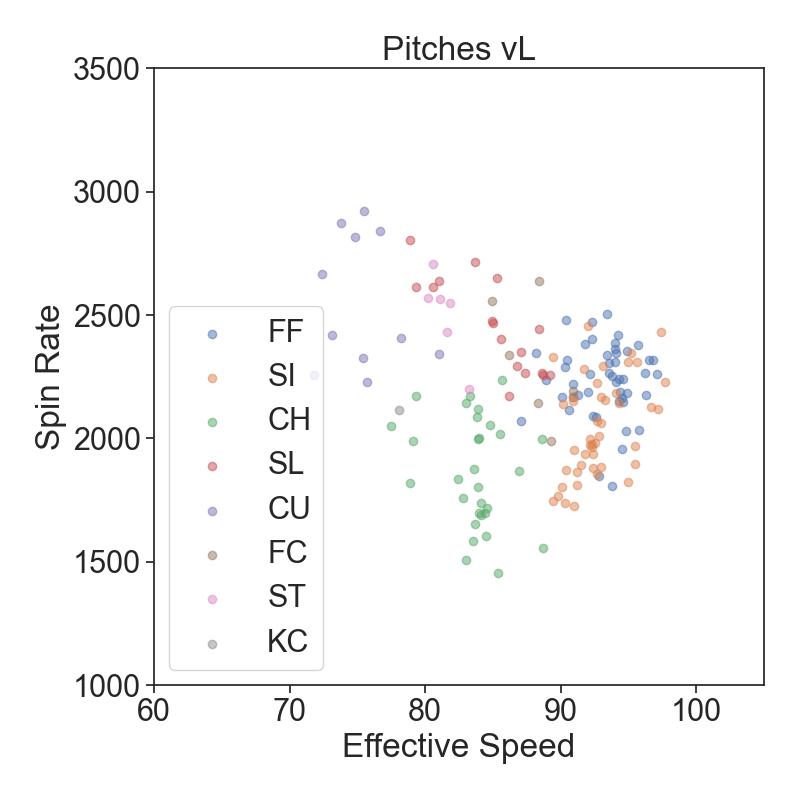 Pitches vL
3500
3000
2500
2000
1500
1000
Spin Rate
FF
SI
CH
SL
CU
FC
ST
KC
60 70 80 90 100
Effective Speed